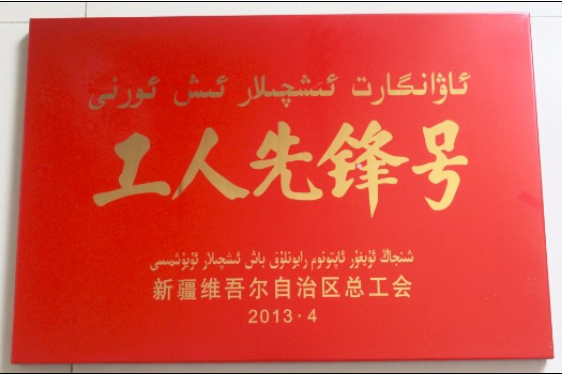 ئاۋانگارت ئىشچىلار ئىش ئورنى
工人先锋号
شىنجاڭ ئۇيغۇر ئاپتونوم رايونلۇق باش ئىشچىلار ئۇيۇشمىسى
新疆维吾尔自治区总工会
2013·4